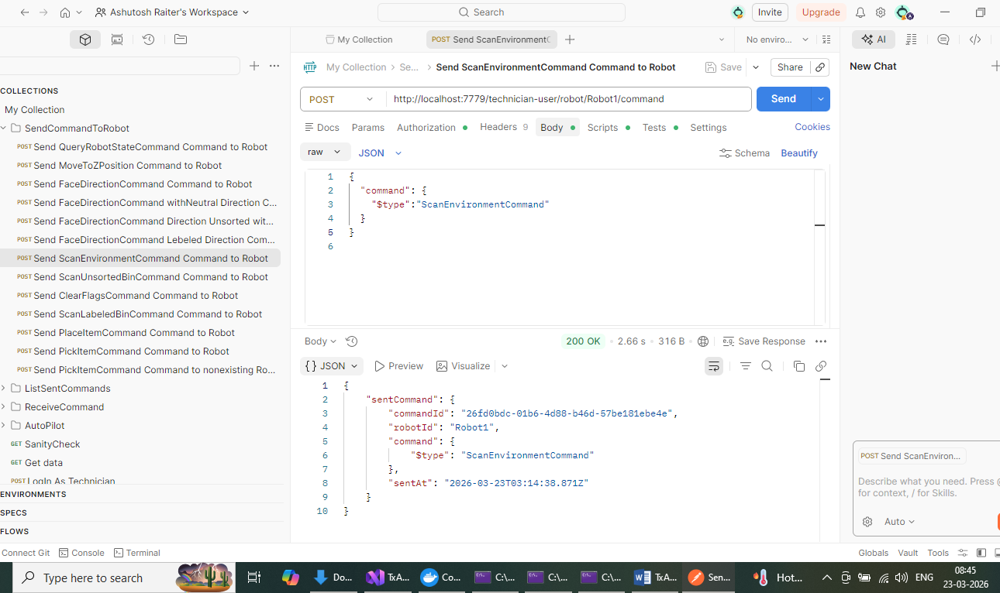 Ashutosh Raiter's Workspace
Search
Invite
Upgrade
My Collection
POST Send ScanEnvironmentC
No enviro...
AI
My Collection > Se... > Send ScanEnvironmentCommand Command to Robot
Save
Share
New Chat
COLLECTIONS
My Collection
SendCommandToRobot
POST Send QueryRobotStateCommand Command to Robot
POST Send MoveToZPosition Command to Robot
POST Send FaceDirectionCommand Command to Robot
POST Send FaceDirectionCommand withNeutral Direction C...
POST Send FaceDirectionCommand Direction Unsorted wit...
POST Send FaceDirectionCommand Lebeled Direction Com...
POST Send ScanEnvironmentCommand Command to Robot
POST Send ScanUnsortedBinCommand Command to Robot
POST Send ClearFlagsCommand Command to Robot
POST Send ScanLabeledBinCommand Command to Robot
POST Send PlaceItemCommand Command to Robot
POST Send PickItemCommand Command to Robot
POST Send PickItemCommand Command to nonexisting Ro...
ListSentCommands
ReceiveCommand
AutoPilot
GET SanityCheck
GET Get data
POST LogIn As Technician
ENVIRONMENTS
SPECS
FLOWS
HTTP
POST
http://localhost:7779/technician-user/robot/Robot1/command
Send
Docs
Params
Authorization
Headers 9
Body
Scripts
Tests
Settings
Cookies
raw
JSON
Schema
Beautify
1 {
2 "command": {
3 "$type":"ScanEnvironmentCommand"
4 }
5 }
6
Body
200 OK • 2.66 s • 316 B
e.g. Save Response
{} JSON
Preview
Visualize
1 {
2 "sentCommand": {
3 "commandId": "26fd0bdc-01b6-4d88-b46d-57be181ebe4e",
4 "robotId": "Robot1",
5 "command": {
6 "$type": "ScanEnvironmentCommand"
7 },
8 "sentAt": "2026-03-23T03:14:38.871Z"
9 }
10 }
POST Send ScanEnviron...
Describe what you need. Press @
for context, / for Skills.
Auto
Connect Git
Console
Terminal
Globals
Vault
Tools
Type here to search
Do...
TxA...
Co...
C:\...
C:\...
C:\...
TxA...
Sen...
Hot...
ENG
08:45
23-03-2026